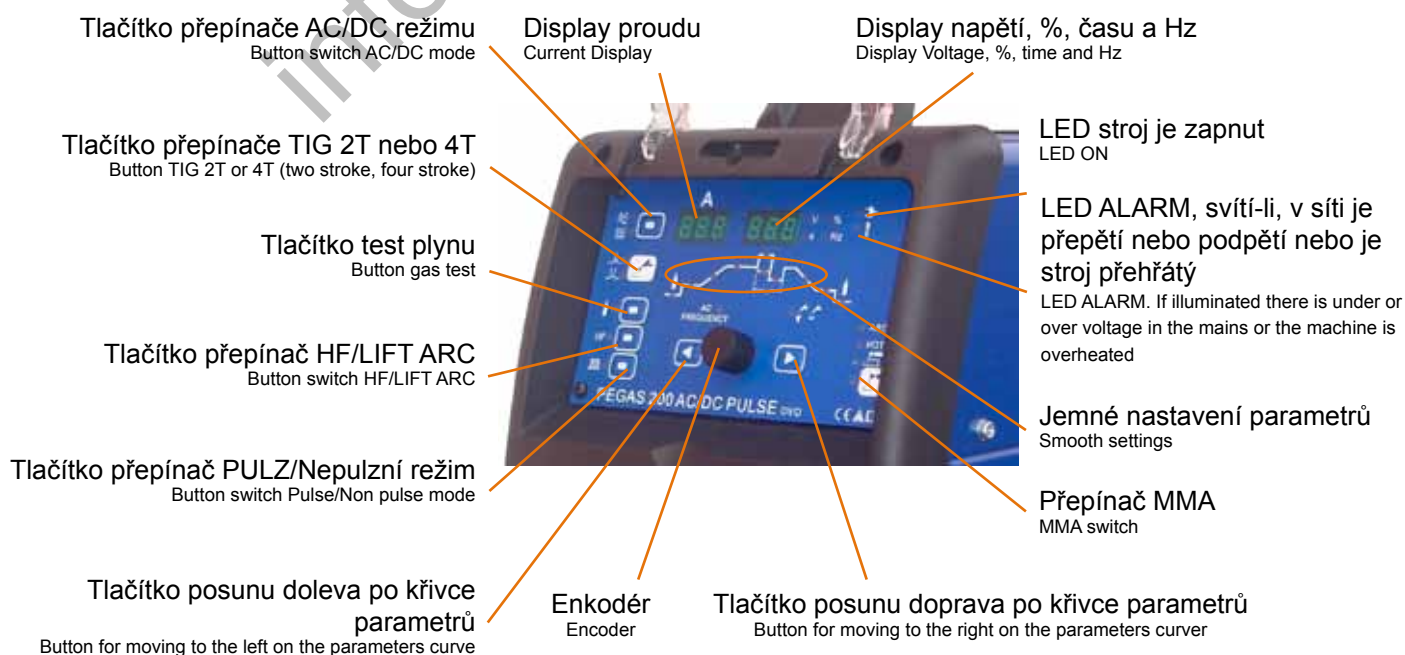 Tlačítko přepínače AC/DC režimu
Button switch AC/DC mode
Display proudu
Current Display
Display napětí, %, času a Hz
Display Voltage, %, time and Hz
Tlačítko přepínače TIG 2T nebo 4T
Button TIG 2T or 4T (two stroke, four stroke)
LED stroj je zapnut
LED ON
Tlačítko test plynu
Button gas test
LED ALARM, svítí-li, v síti je
přepětí nebo podpětí nebo je
stroj přehřátý
LED ALARM. If illuminated there is under or
over voltage in the mains or the machine is
overheated
Tlačítko přepínač HF/LIFT ARC
Button switch HF/LIFT ARC
Jemné nastavení parametrů
Smooth settings
Tlačítko přepínač PULZ/Nepulzní režim
Button switch Pulse/Non pulse mode
Přepínač MMA
MMA switch
Tlačítko posunu doleva po křivce
parametrů
Button for moving to the left on the parameters curve
Enkodér
Encoder
Tlačítko posunu doprava po křivce parametrů
Button for moving to the right on the parameters curver
A
888 888 V %
Hz
AC
FREQUENCY
HF
HOT
PEGAS 200 AC/DC PULSE